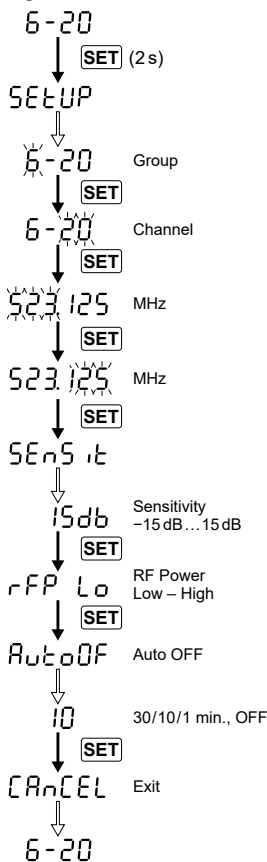 6-20
SET (2 s)
SEtUP
6-20 Group
SET
6-20 Channel
SET
523.125 MHz
SET
523.125 MHz
SET
SEnSit
15db Sensitivity
−15 dB…15 dB
SET
rFP Lo RF Power
Low – High
SET
AutoOF Auto OFF
10 30/10/1 min., OFF
SET
CAnCEL Exit
6-20